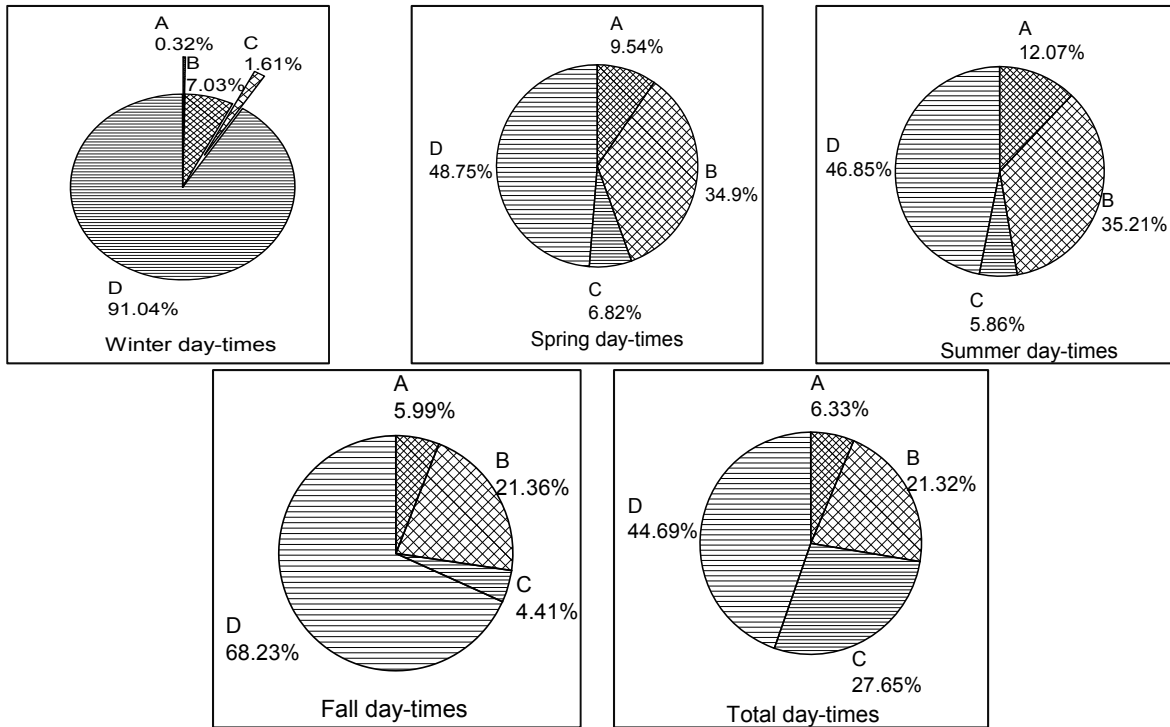 A
0.32%
B
7.03%
C
1.61%
D
91.04%
Winter day-times
A
9.54%
B
34.9%
C
6.82%
D
48.75%
Spring day-times
A
12.07%
B
35.21%
C
5.86%
D
46.85%
Summer day-times
A
5.99%
B
21.36%
C
4.41%
D
68.23%
Fall day-times
A
6.33%
B
21.32%
C
27.65%
D
44.69%
Total day-times